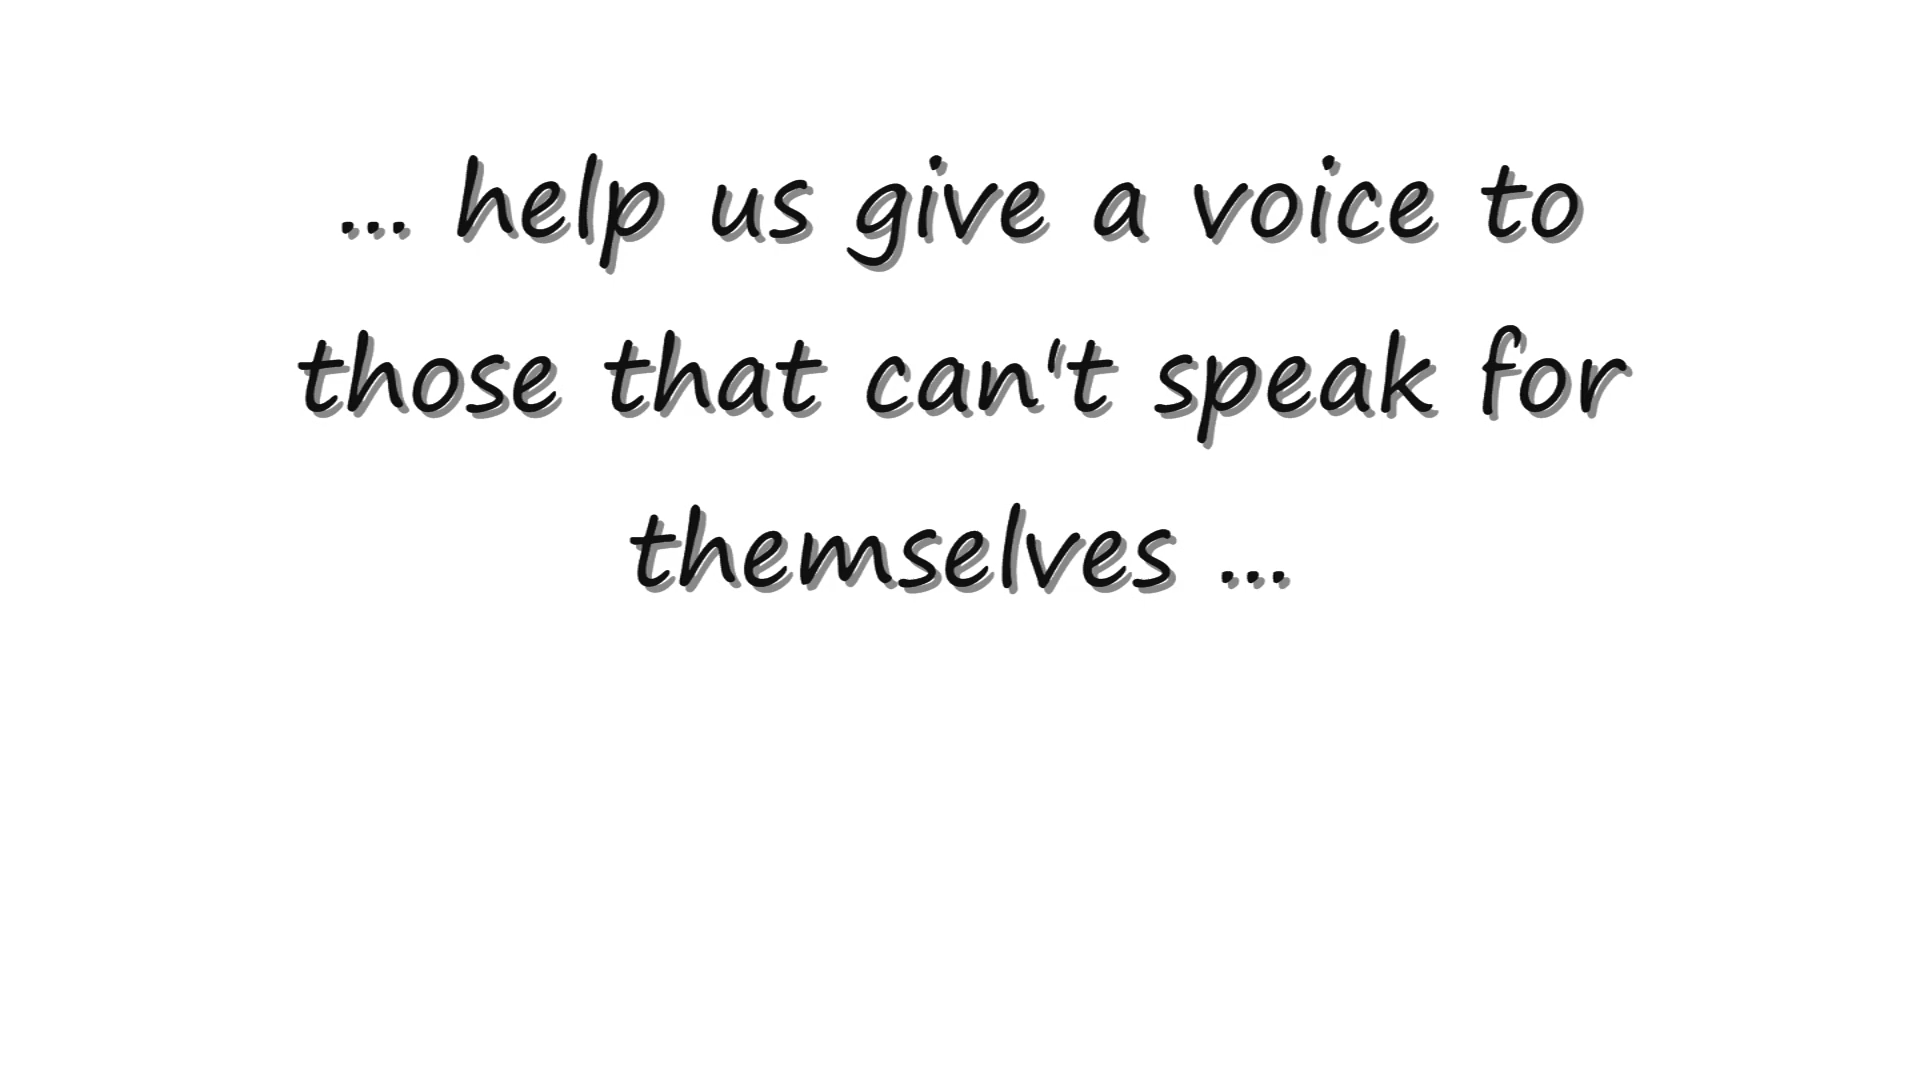 ... help us give a voice to
those that can't speak for
themselves ...